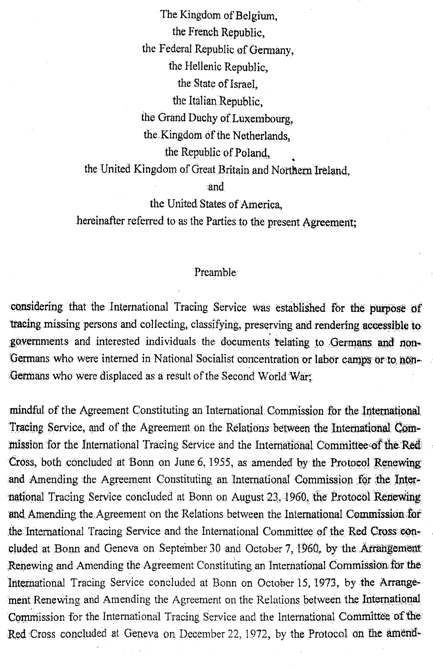 The Kingdom of Belgium,
the French Republic,
the Federal Republic of Germany,
the Hellenic Republic,
the State of Israel,
the Italian Republic,
the Grand Duchy of Luxembourg,
the Kingdom of the Netherlands,
the Republic of Poland,
the United Kingdom of Great Britain and Northern Ireland,
and
the United States of America,
hereinafter referred to as the Parties to the present Agreement;
Preamble
considering that the International Tracing Service was established for the purpose of
tracing missing persons and collecting, classifying, preserving and rendering accessible to
governments and interested individuals the documents relating to Germans and non-
Germans who were interned in National Socialist concentration or labor camps or to non-
Germans who were displaced as a result of the Second World War;
mindful of the Agreement Constituting an International Commission for the International
Tracing Service, and of the Agreement on the Relations between the International Com-
mission for the International Tracing Service and the International Committee of the Red
Cross, both concluded at Bonn on June 6, 1955, as amended by the Protocol Renewing
and Amending the Agreement Constituting an International Commission for the Inter-
national Tracing Service concluded at Bonn on August 23, 1960, the Protocol Renewing
and Amending the Agreement on the Relations between the International Commission for
the International Tracing Service and the International Committee of the Red Cross con-
cluded at Bonn and Geneva on September 30 and October 7, 1960, by the Arrangement
Renewing and Amending the Agreement Constituting an International Commission for the
International Tracing Service concluded at Bonn on October 15, 1973, by the Arrange-
ment Renewing and Amending the Agreement on the Relations between the International
Commission for the International Tracing Service and the International Committee of the
Red Cross concluded at Geneva on December 22, 1972, by the Protocol on the amend-